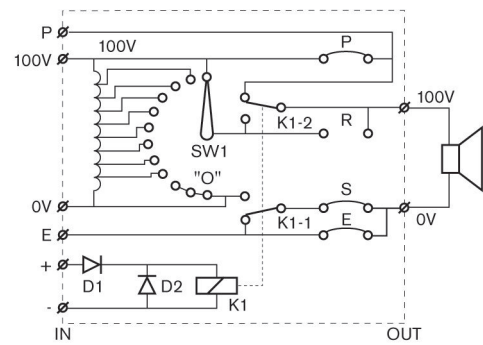 P
100V
P
100V
100V
K1-2
R
SW1
"O"
0V
S
K1-1
E
0V
E
+
D1
D2
K1
-
IN
OUT